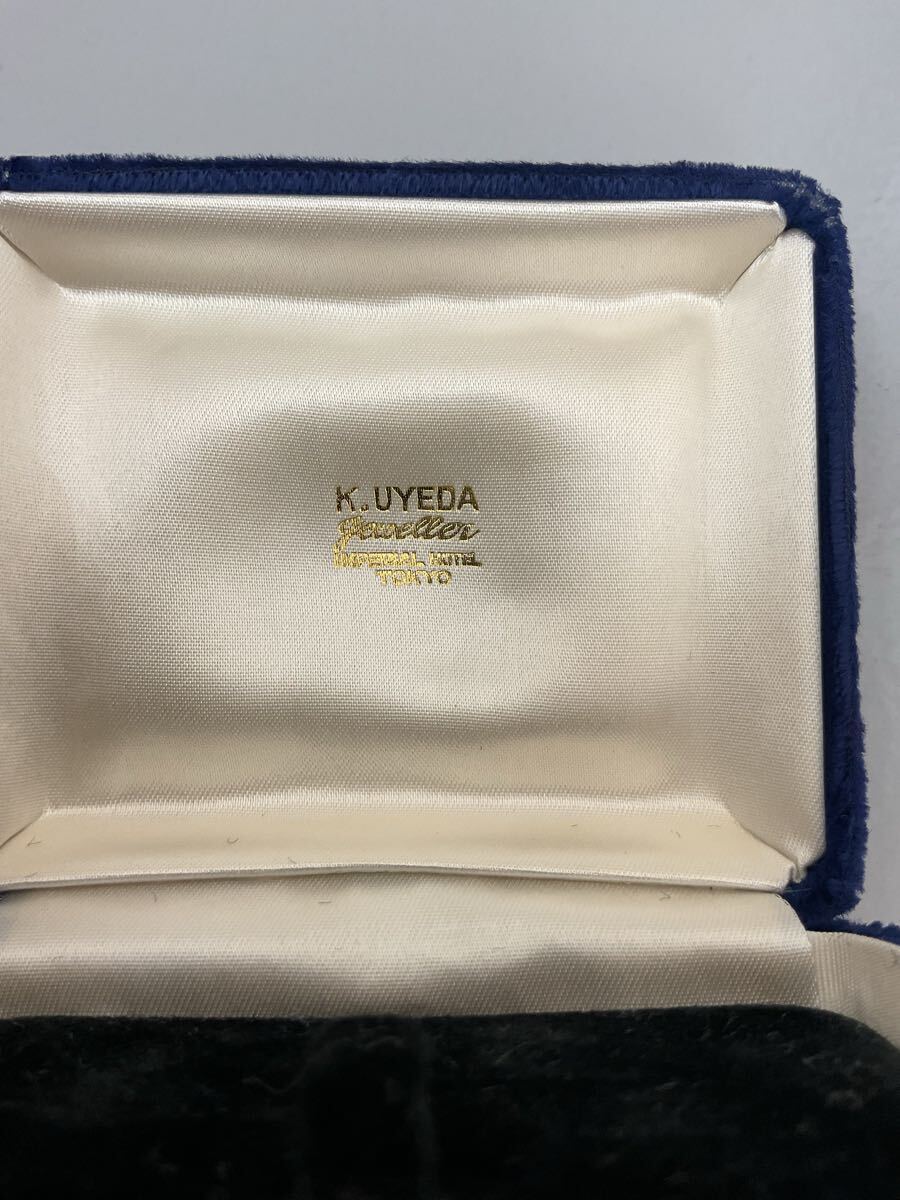 K. UYEDA
Jeweller
IMPERIAL HOTEL
TOKYO